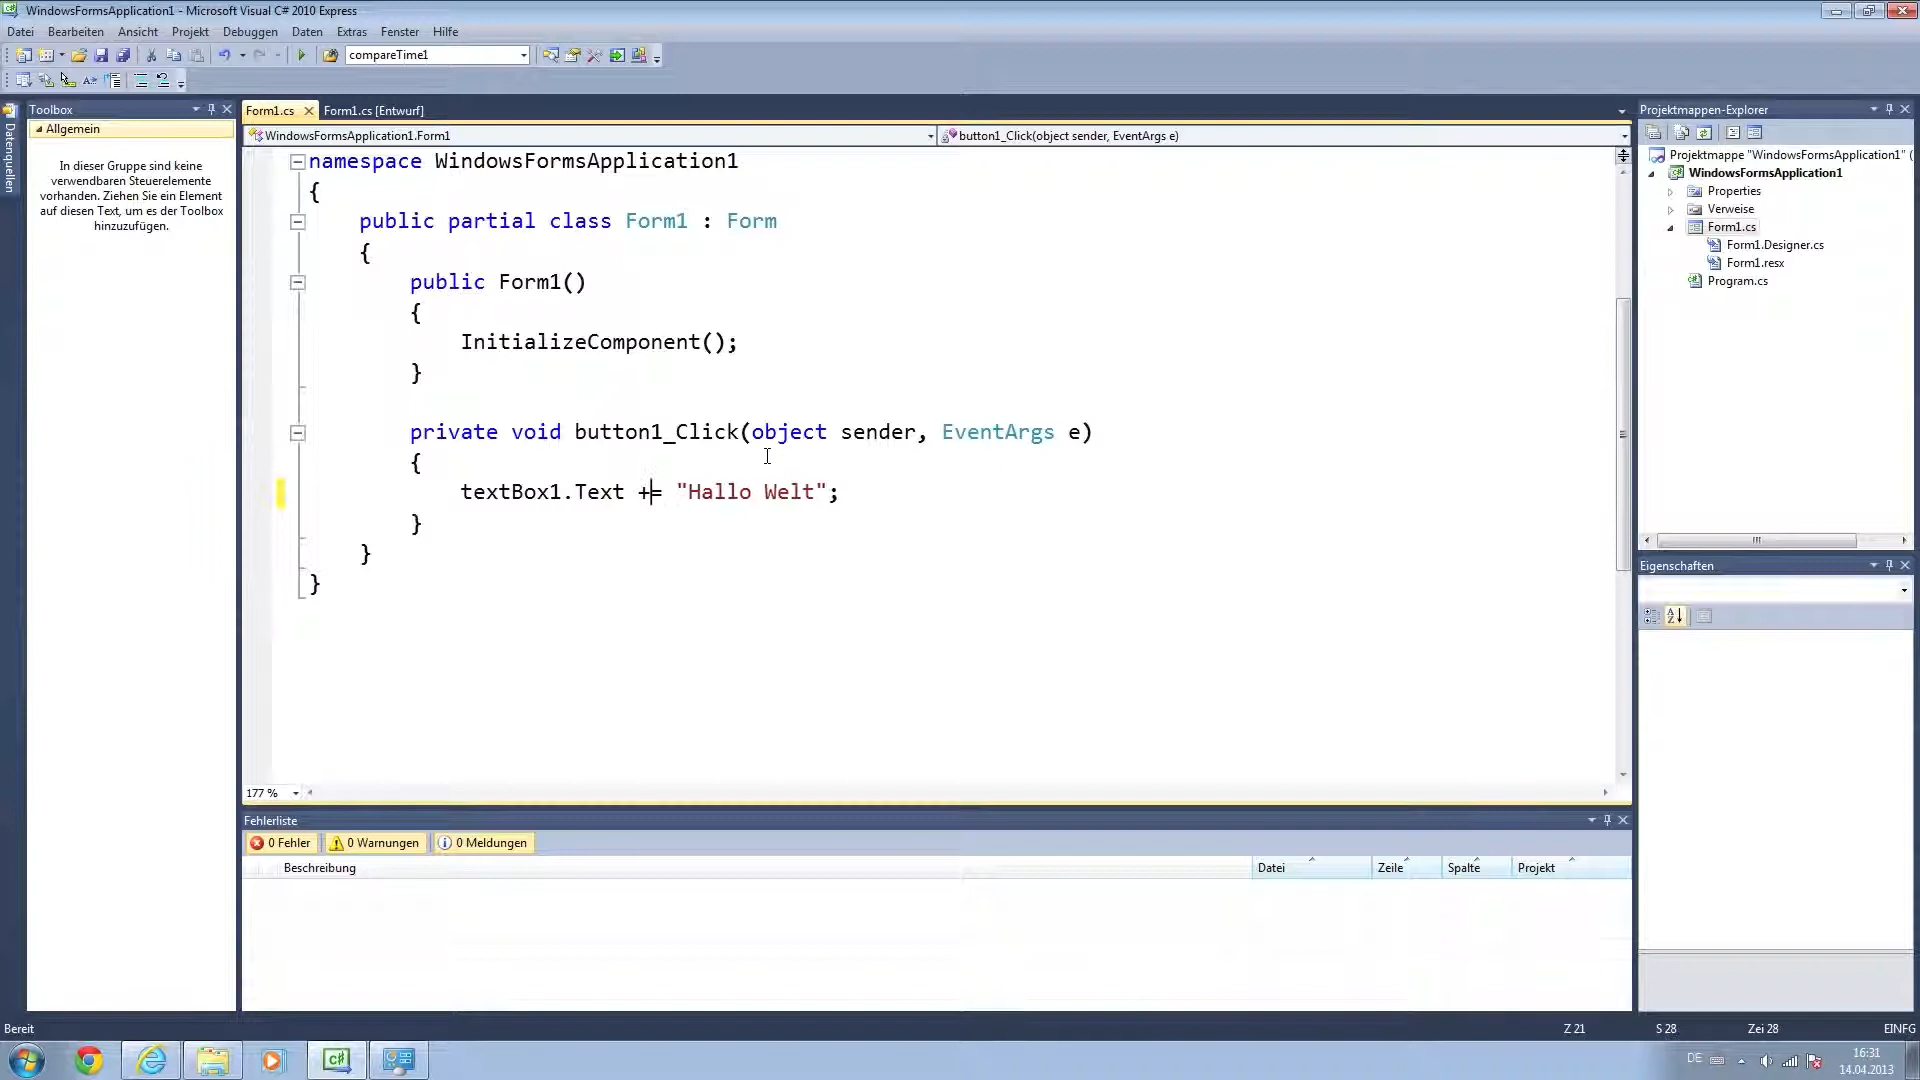 WindowsFormsApplication1 - Microsoft Visual C# 2010 Express
Datei Bearbeiten Ansicht Projekt Debuggen Daten Extras Fenster Hilfe
compareTime1
Toolbox
Allgemein
In dieser Gruppe sind keine
verwendbaren Steuerelemente
vorhanden. Ziehen Sie ein Element
auf diesen Text, um es der Toolbox
hinzuzufügen.
Datenquellen
Form1.cs Form1.cs [Entwurf]
WindowsFormsApplication1.Form1 button1_Click(object sender, EventArgs e)
namespace WindowsFormsApplication1
{
public partial class Form1 : Form
{
public Form1()
{
InitializeComponent();
}
private void button1_Click(object sender, EventArgs e)
{
textBox1.Text += "Hallo Welt";
}
}
}
177 %
Fehlerliste
0 Fehler 0 Warnungen 0 Meldungen
Beschreibung Datei Zeile Spalte Projekt
Projektmappen-Explorer
Projektmappe "WindowsFormsApplication1" (
WindowsFormsApplication1
Properties
Verweise
Form1.cs
Form1.Designer.cs
Form1.resx
Program.cs
Eigenschaften
Bereit Z 21 S 28 Zei 28 EINFG
DE 16:31
14.04.2013